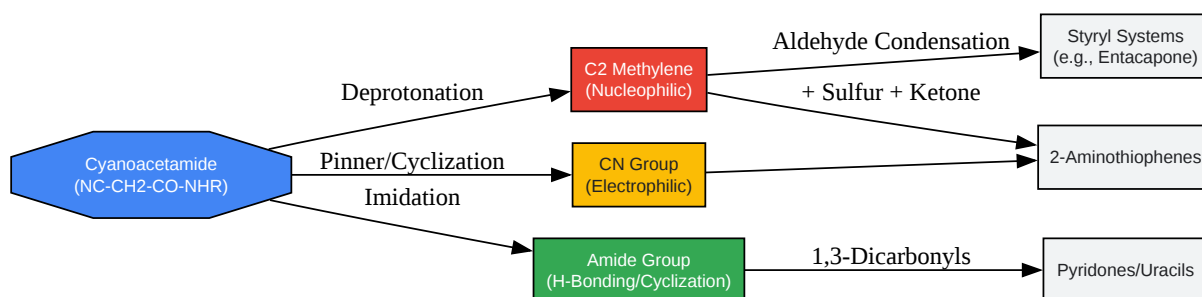 Cyanoacetamide
(NC-CH2-CO-NHR)
Deprotonation
Pinner/Cyclization
Imidation
C2 Methylene
(Nucleophilic)
CN Group
(Electrophilic)
Amide Group
(H-Bonding/Cyclization)
Aldehyde Condensation
+ Sulfur + Ketone
1,3-Dicarbonyls
Styryl Systems
(e.g., Entacapone)
2-Aminothiophenes
Pyridones/Uracils